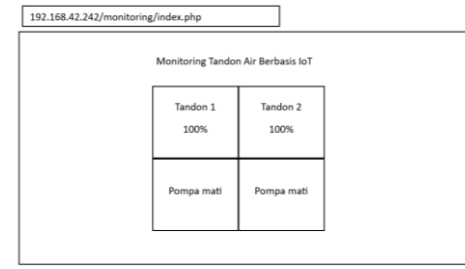 192.168.42.242/monitoring/index.php
Monitoring Tandon Air Berbasis IoT
Tandon 1
100%
Tandon 2
100%
Pompa mati
Pompa mati